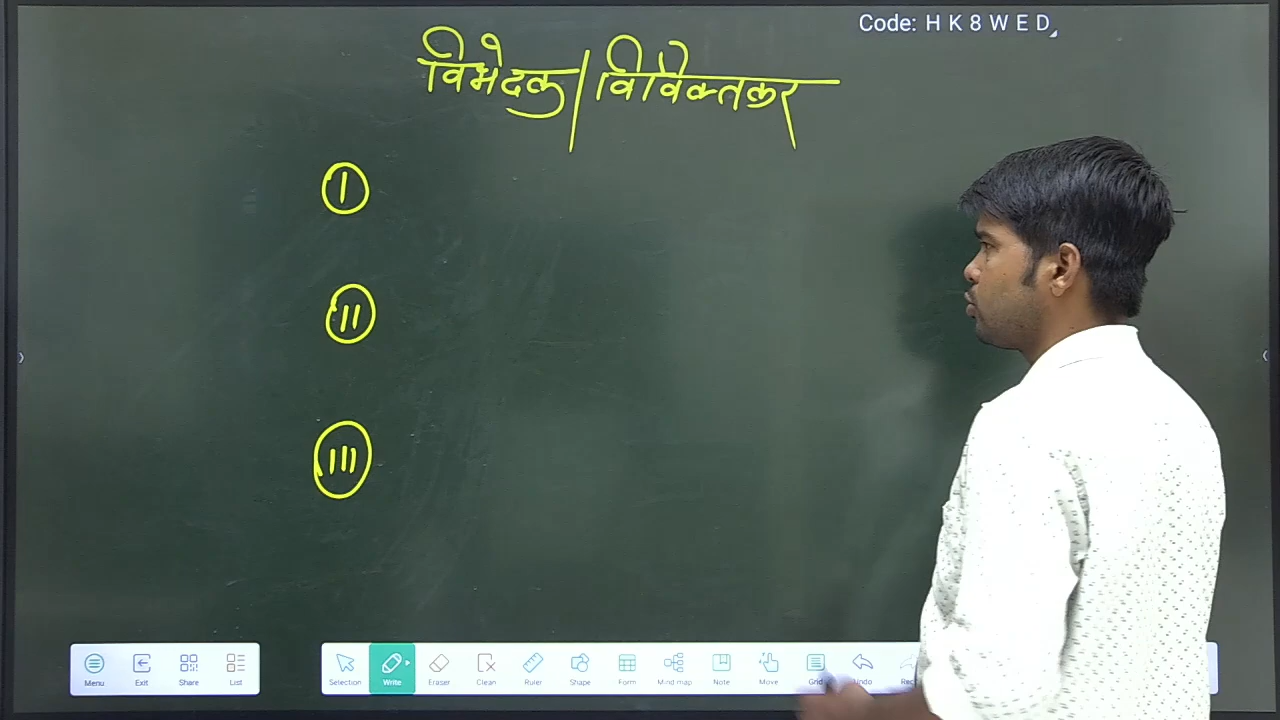 Code: H K 8 W E D
विभेदक/विविक्तकर
I
II
III
Menu Exit Share List Selection Write Eraser Clean Ruler Shape Form Mind map Note Move Grid Undo